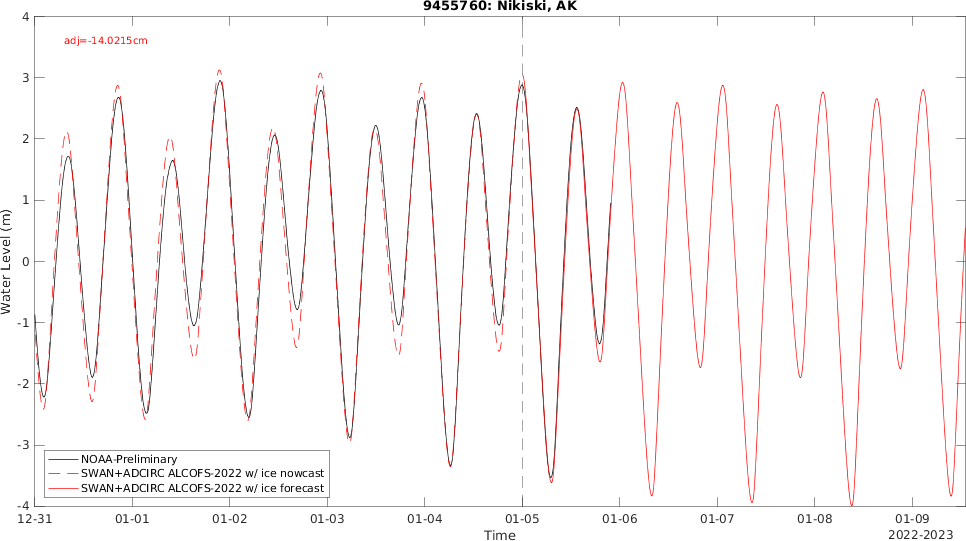 9455760: Nikiski, AK
adj=-14.0215cm
4
3
2
1
0
-1
-2
-3
-4
Water Level (m)
NOAA-Preliminary
SWAN+ADCIRC ALCOFS-2022 w/ ice nowcast
SWAN+ADCIRC ALCOFS-2022 w/ ice forecast
12-31 01-01 01-02 01-03 01-04 01-05 01-06 01-07 01-08 01-09
Time
2022-2023